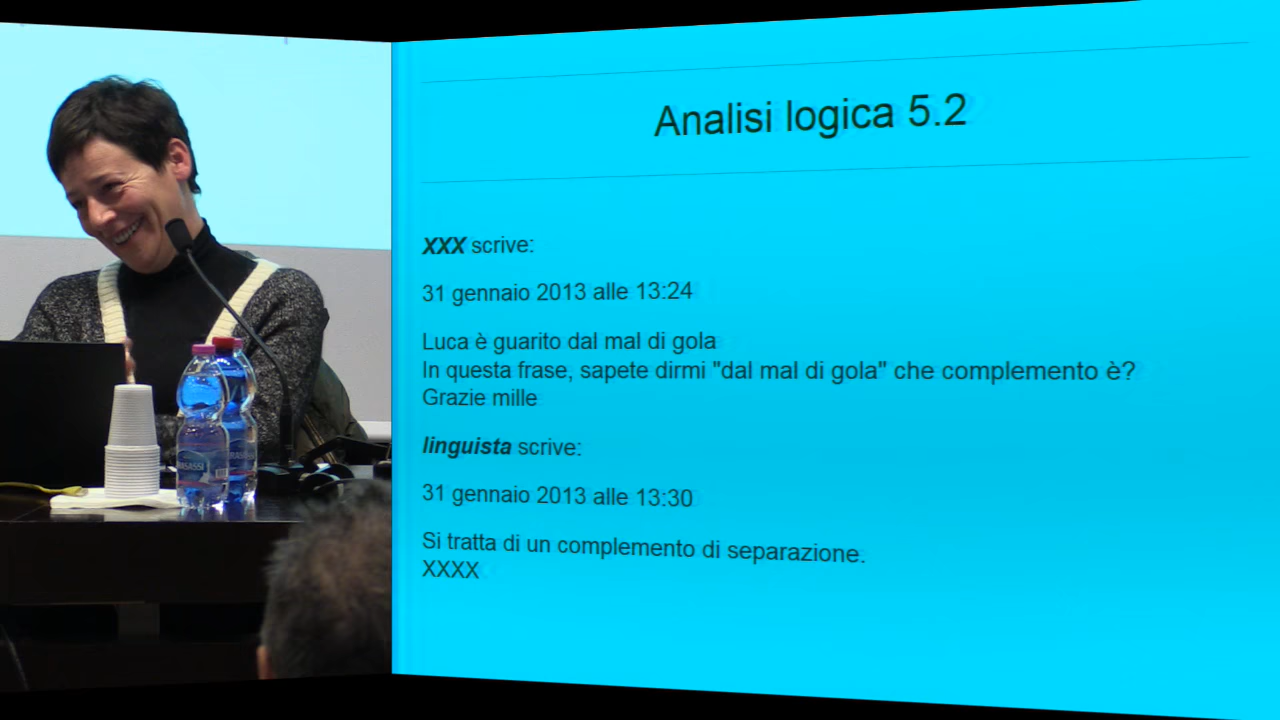 Analisi logica 5.2
XXX scrive:
31 gennaio 2013 alle 13:24
Luca è guarito dal mal di gola
In questa frase, sapete dirmi "dal mal di gola" che complemento è?
Grazie mille
linguista scrive:
31 gennaio 2013 alle 13:30
Si tratta di un complemento di separazione.
XXXX